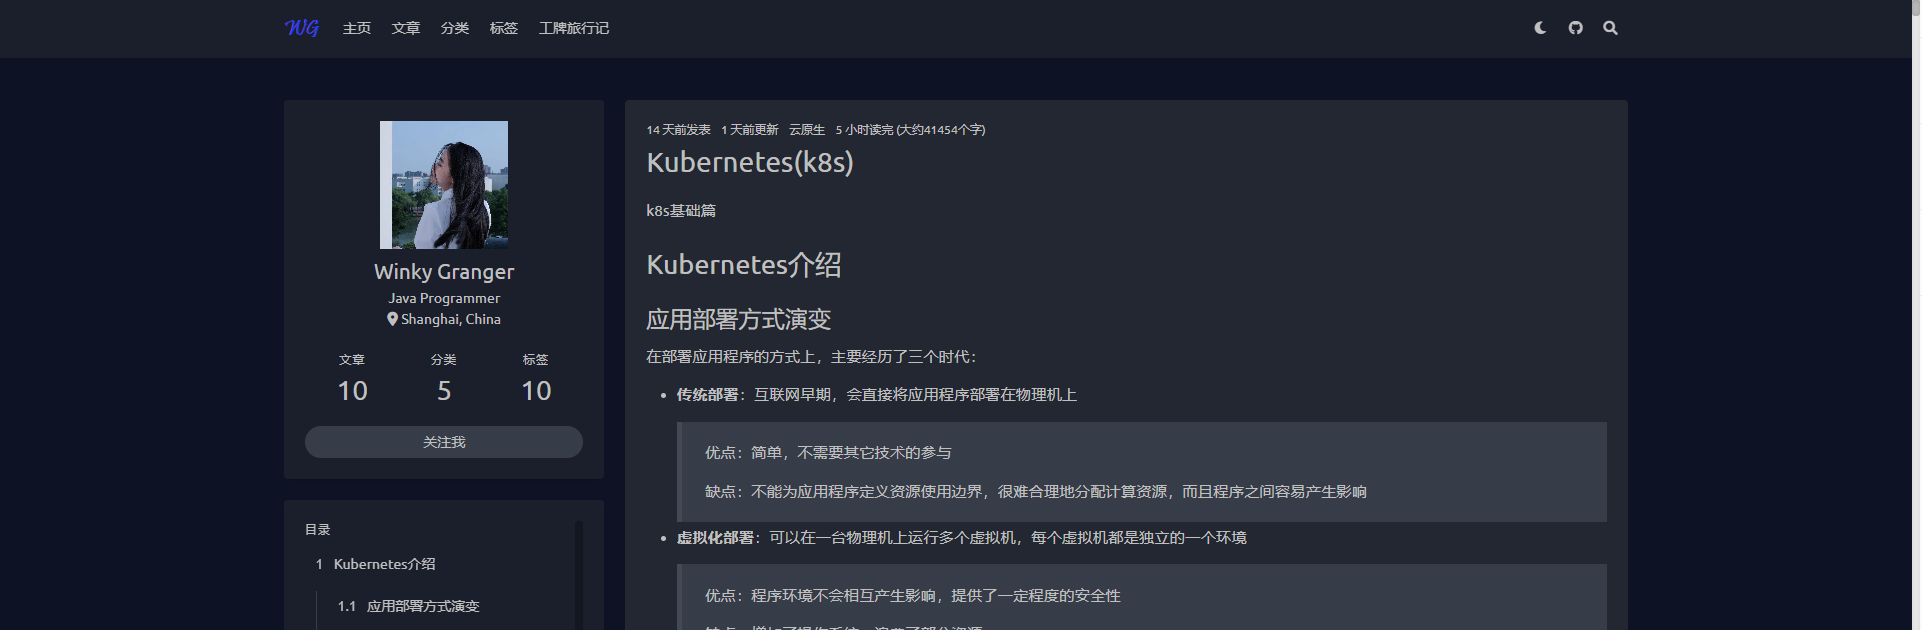 WG 主页 文章 分类 标签 工牌旅行记
Winky Granger
Java Programmer
Shanghai, China
文章 分类 标签
10 5 10
关注我
目录
1 Kubernetes介绍
1.1 应用部署方式演变
14 天前发表 1 天前更新 云原生 5 小时读完 (大约41454个字)
Kubernetes(k8s)
k8s基础篇
Kubernetes介绍
应用部署方式演变
在部署应用程序的方式上，主要经历了三个时代：
传统部署：互联网早期，会直接将应用程序部署在物理机上
优点：简单，不需要其它技术的参与
缺点：不能为应用程序定义资源使用边界，很难合理地分配计算资源，而且程序之间容易产生影响
虚拟化部署：可以在一台物理机上运行多个虚拟机，每个虚拟机都是独立的一个环境
优点：程序环境不会相互产生影响，提供了一定程度的安全性